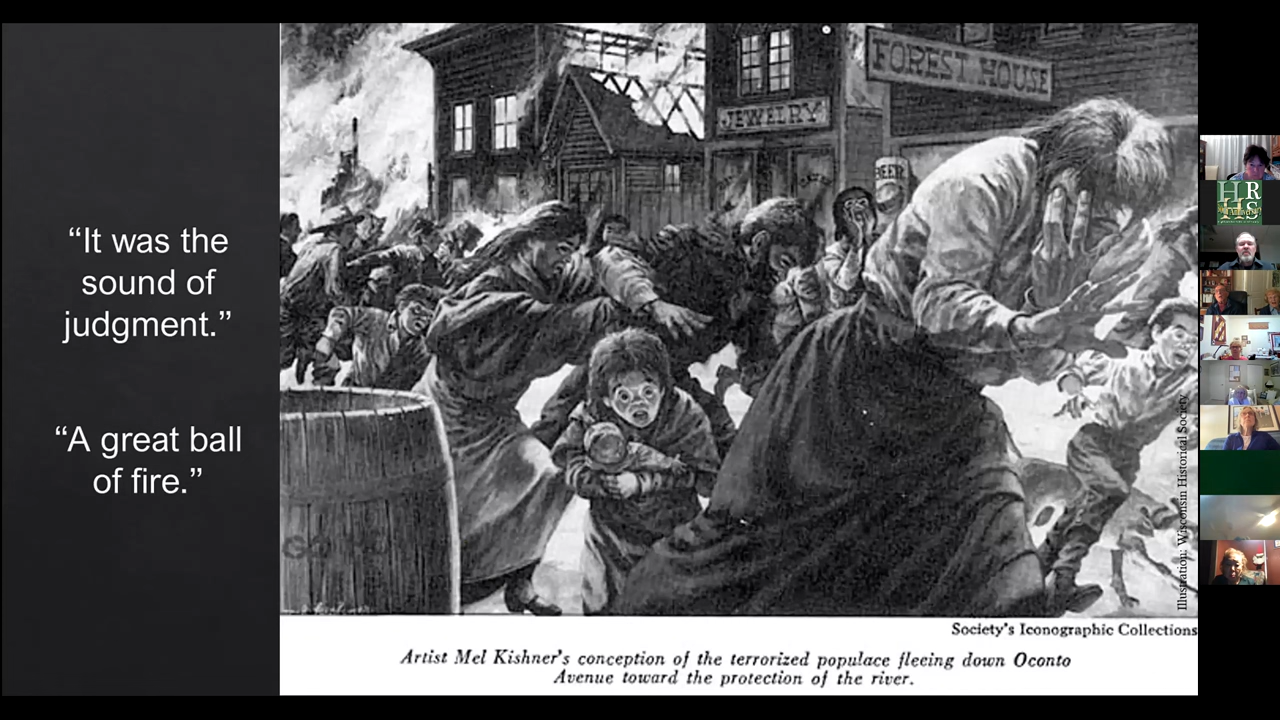 “It was the
sound of
judgment.”
“A great ball
of fire.”
FOREST HOUSE
JEWELRY
BEER
Illustration: Wisconsin Historical Society
Society's Iconographic Collections
Artist Mel Kishner's conception of the terrorized populace fleeing down Oconto
Avenue toward the protection of the river.
H R
H S